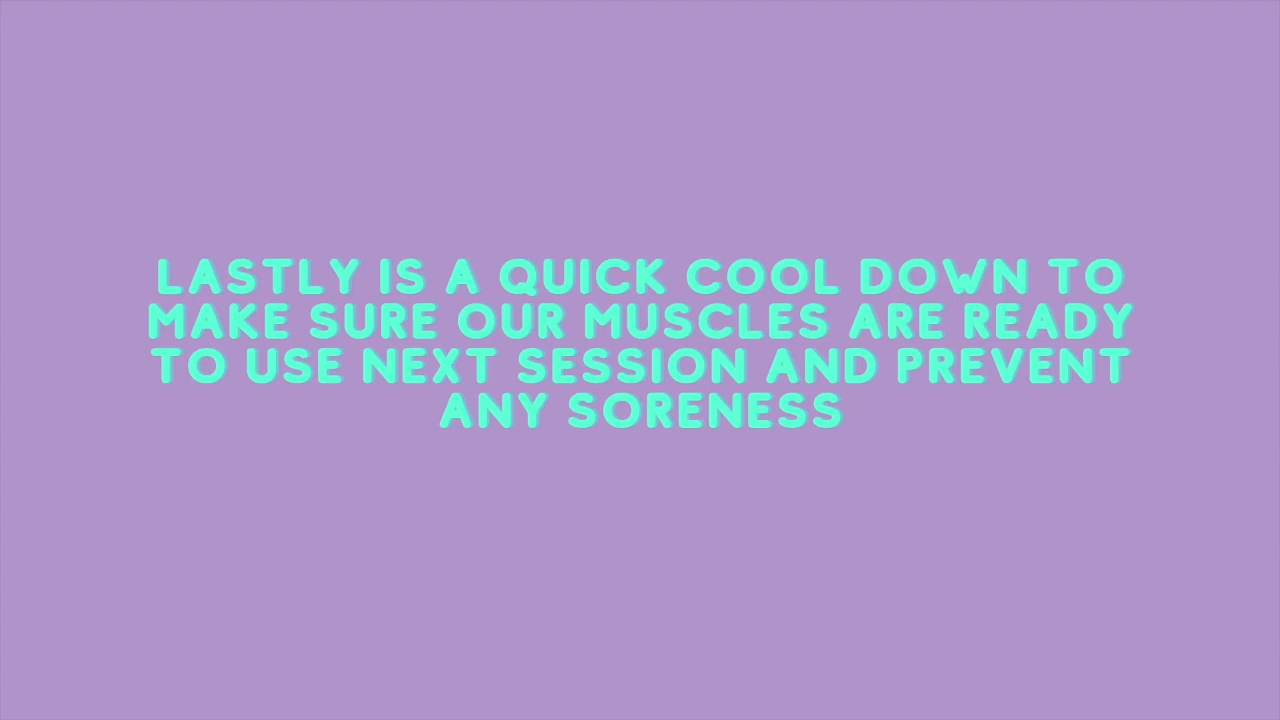 LASTLY IS A QUICK COOL DOWN TO
MAKE SURE OUR MUSCLES ARE READY
TO USE NEXT SESSION AND PREVENT
ANY SORENESS